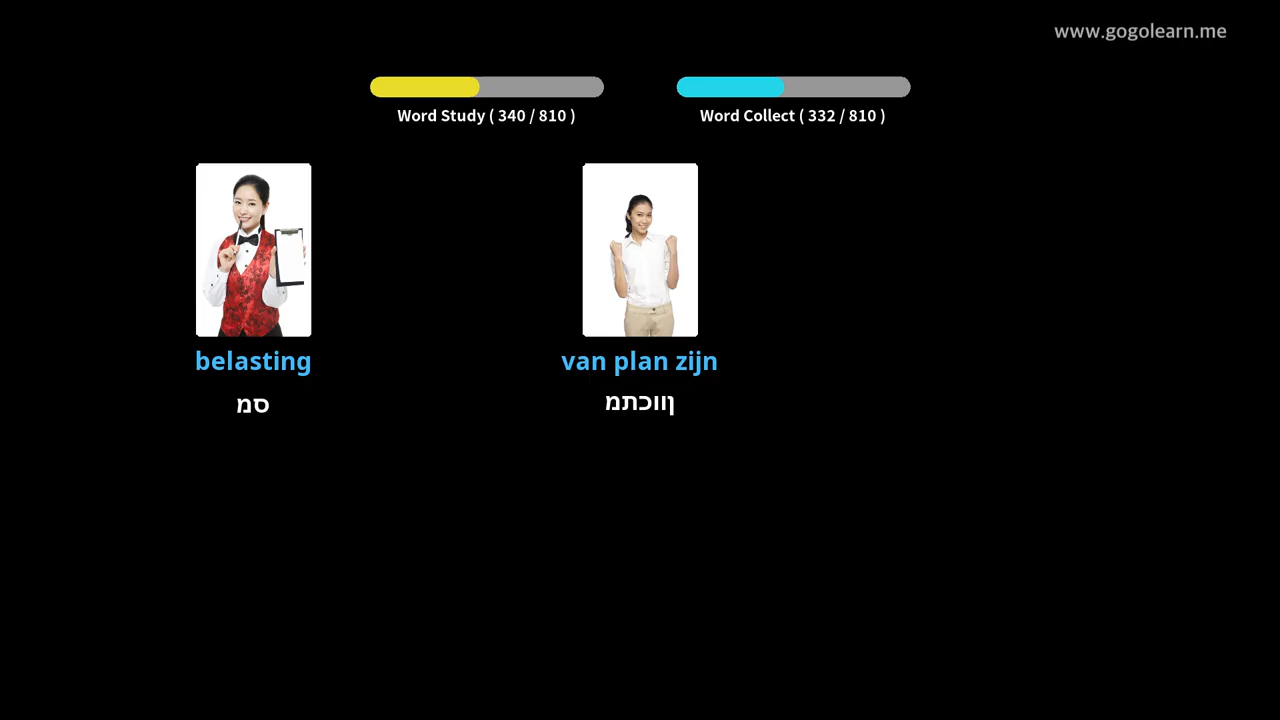 www.gogolearn.me
Word Study ( 340 / 810 )
Word Collect ( 332 / 810 )
belasting
מס
van plan zijn
מתכוון